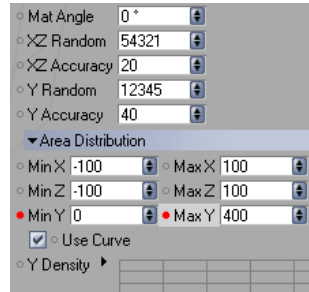 Mat Angle 0 °
XZ Random 54321
XZ Accuracy 20
Y Random 12345
Y Accuracy 40
Area Distribution
Min X -100 Max X 100
Min Z -100 Max Z 100
Min Y 0 Max Y 400
Use Curve
Y Density